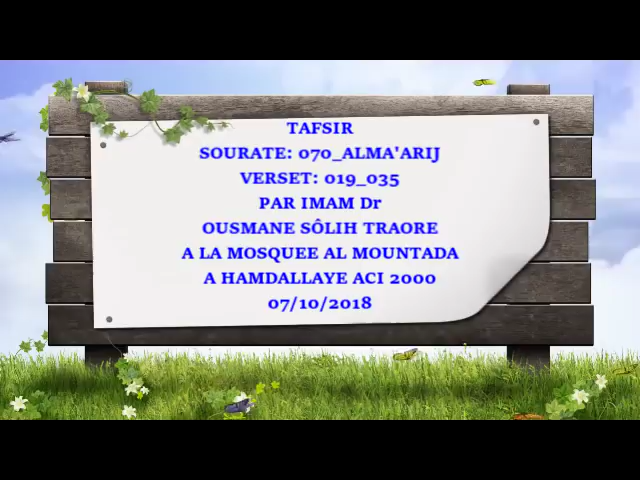 TAFSIR
SOURATE: 070_ALMA'ARIJ
VERSET: 019_035
PAR IMAM Dr
OUSMANE SÔLIH TRAORE
A LA MOSQUEE AL MOUNTADA
A HAMDALLAYE ACI 2000
07/10/2018